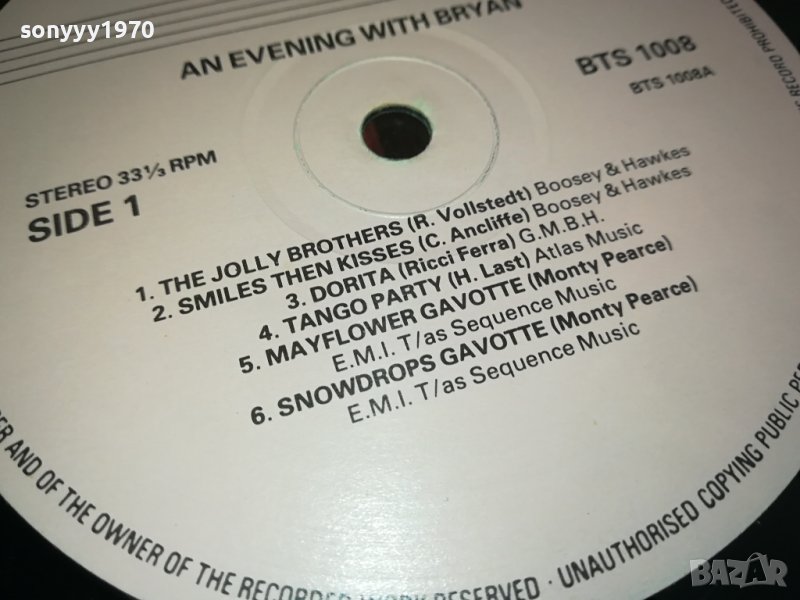 sonyyy1970
AN EVENING WITH BRYAN
BTS 1008
BTS 1008A
STEREO 33⅓ RPM
SIDE 1
1. THE JOLLY BROTHERS (R. Vollstedt) Boosey & Hawkes
2. SMILES THEN KISSES (C. Ancliffe) Boosey & Hawkes
3. DORITA (Ricci Ferra) G.M.B.H.
4. TANGO PARTY (H. Last) Atlas Music
5. MAYFLOWER GAVOTTE (Monty Pearce)
E.M.I. T/as Sequence Music
6. SNOWDROPS GAVOTTE (Monty Pearce)
E.M.I. T/as Sequence Music
AND OF THE OWNER OF THE RECORDED WORK RESERVED · UNAUTHORISED COPYING PUBLIC
RECORD PROHIBITED
BAZAR